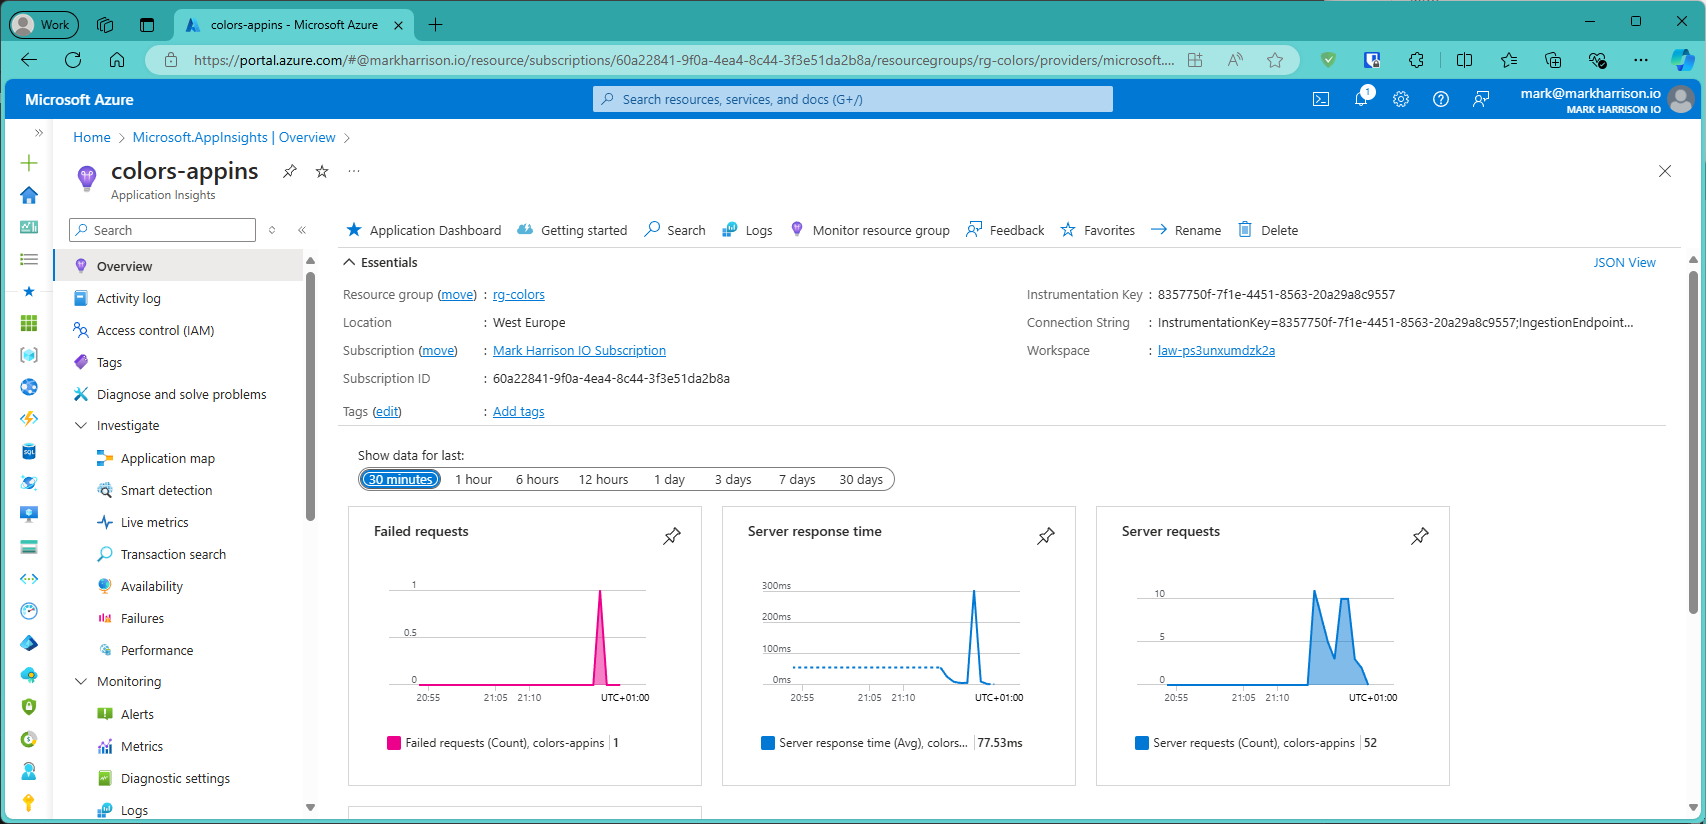 Work
colors-appins - Microsoft Azure
https://portal.azure.com/#@markharrison.io/resource/subscriptions/60a22841-9f0a-4ea4-8c44-3f3e51da2b8a/resourcegroups/rg-colors/providers/microsoft....
Microsoft Azure
Search resources, services, and docs (G+/)
1
mark@markharrison.io
MARK HARRISON IO
Home > Microsoft.AppInsights | Overview >
colors-appins
Application Insights
Search
Application Dashboard
Getting started
Search
Logs
Monitor resource group
Feedback
Favorites
Rename
Delete
Overview
Activity log
Access control (IAM)
Tags
Diagnose and solve problems
Investigate
Application map
Smart detection
Live metrics
Transaction search
Availability
Failures
Performance
Monitoring
Alerts
Metrics
Diagnostic settings
Logs
Essentials
JSON View
Resource group (move) : rg-colors
Location : West Europe
Subscription (move) : Mark Harrison IO Subscription
Subscription ID : 60a22841-9f0a-4ea4-8c44-3f3e51da2b8a
Tags (edit) : Add tags
Instrumentation Key : 8357750f-7f1e-4451-8563-20a29a8c9557
Connection String : InstrumentationKey=8357750f-7f1e-4451-8563-20a29a8c9557;IngestionEndpoint...
Workspace : law-ps3unxumdzk2a
Show data for last:
30 minutes 1 hour 6 hours 12 hours 1 day 3 days 7 days 30 days
Failed requests
1
0.5
0
20:55 21:05 21:10 UTC+01:00
Failed requests (Count), colors-appins 1
Server response time
300ms
200ms
100ms
0ms
20:55 21:05 21:10 UTC+01:00
Server response time (Avg), colors... 77.53ms
Server requests
10
5
0
20:55 21:05 21:10 UTC+01:00
Server requests (Count), colors-appins 52